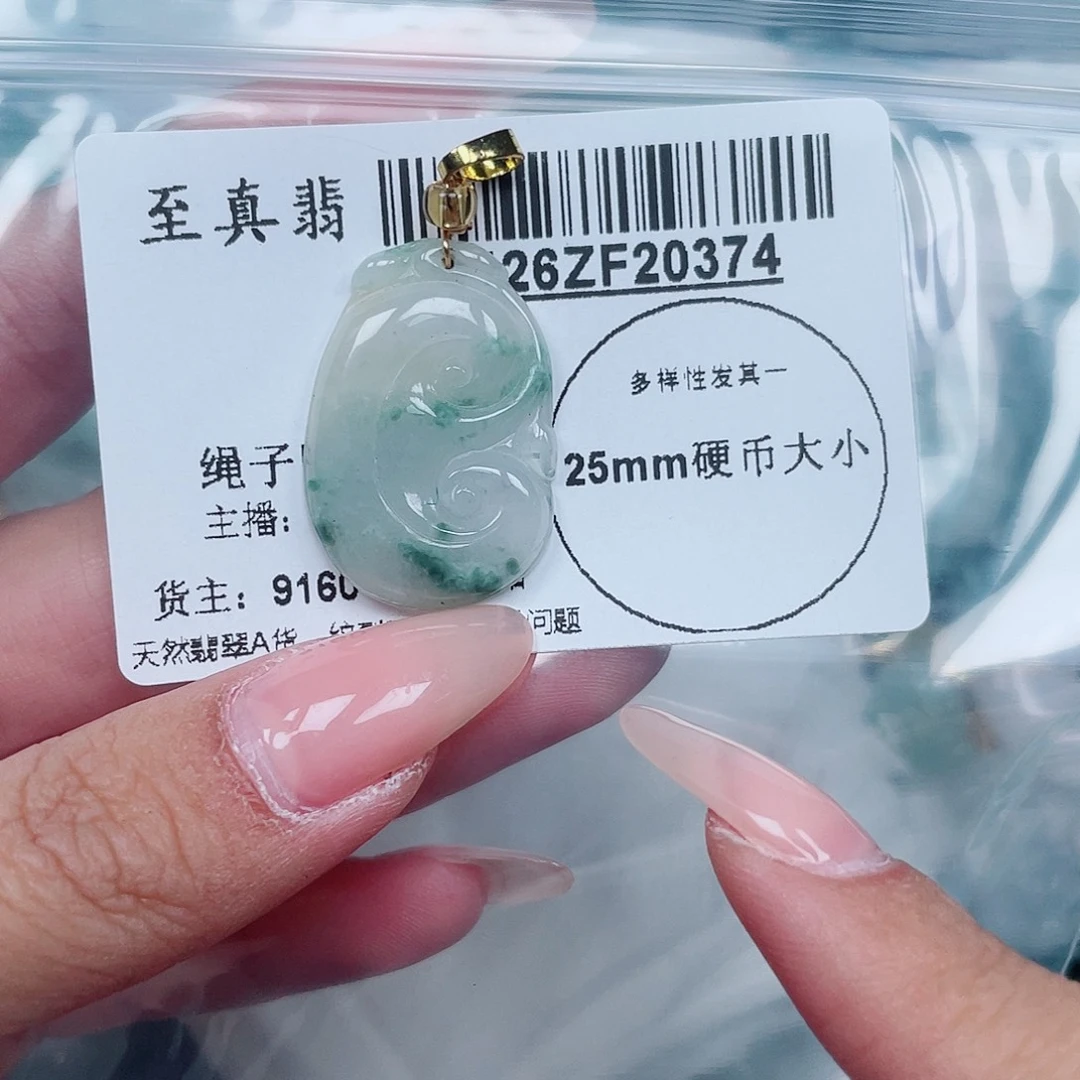 至真翡
26ZF20374
多样性发其一
25mm硬币大小
绳子
主播:
货主: 9160
天然翡翠A货
问题